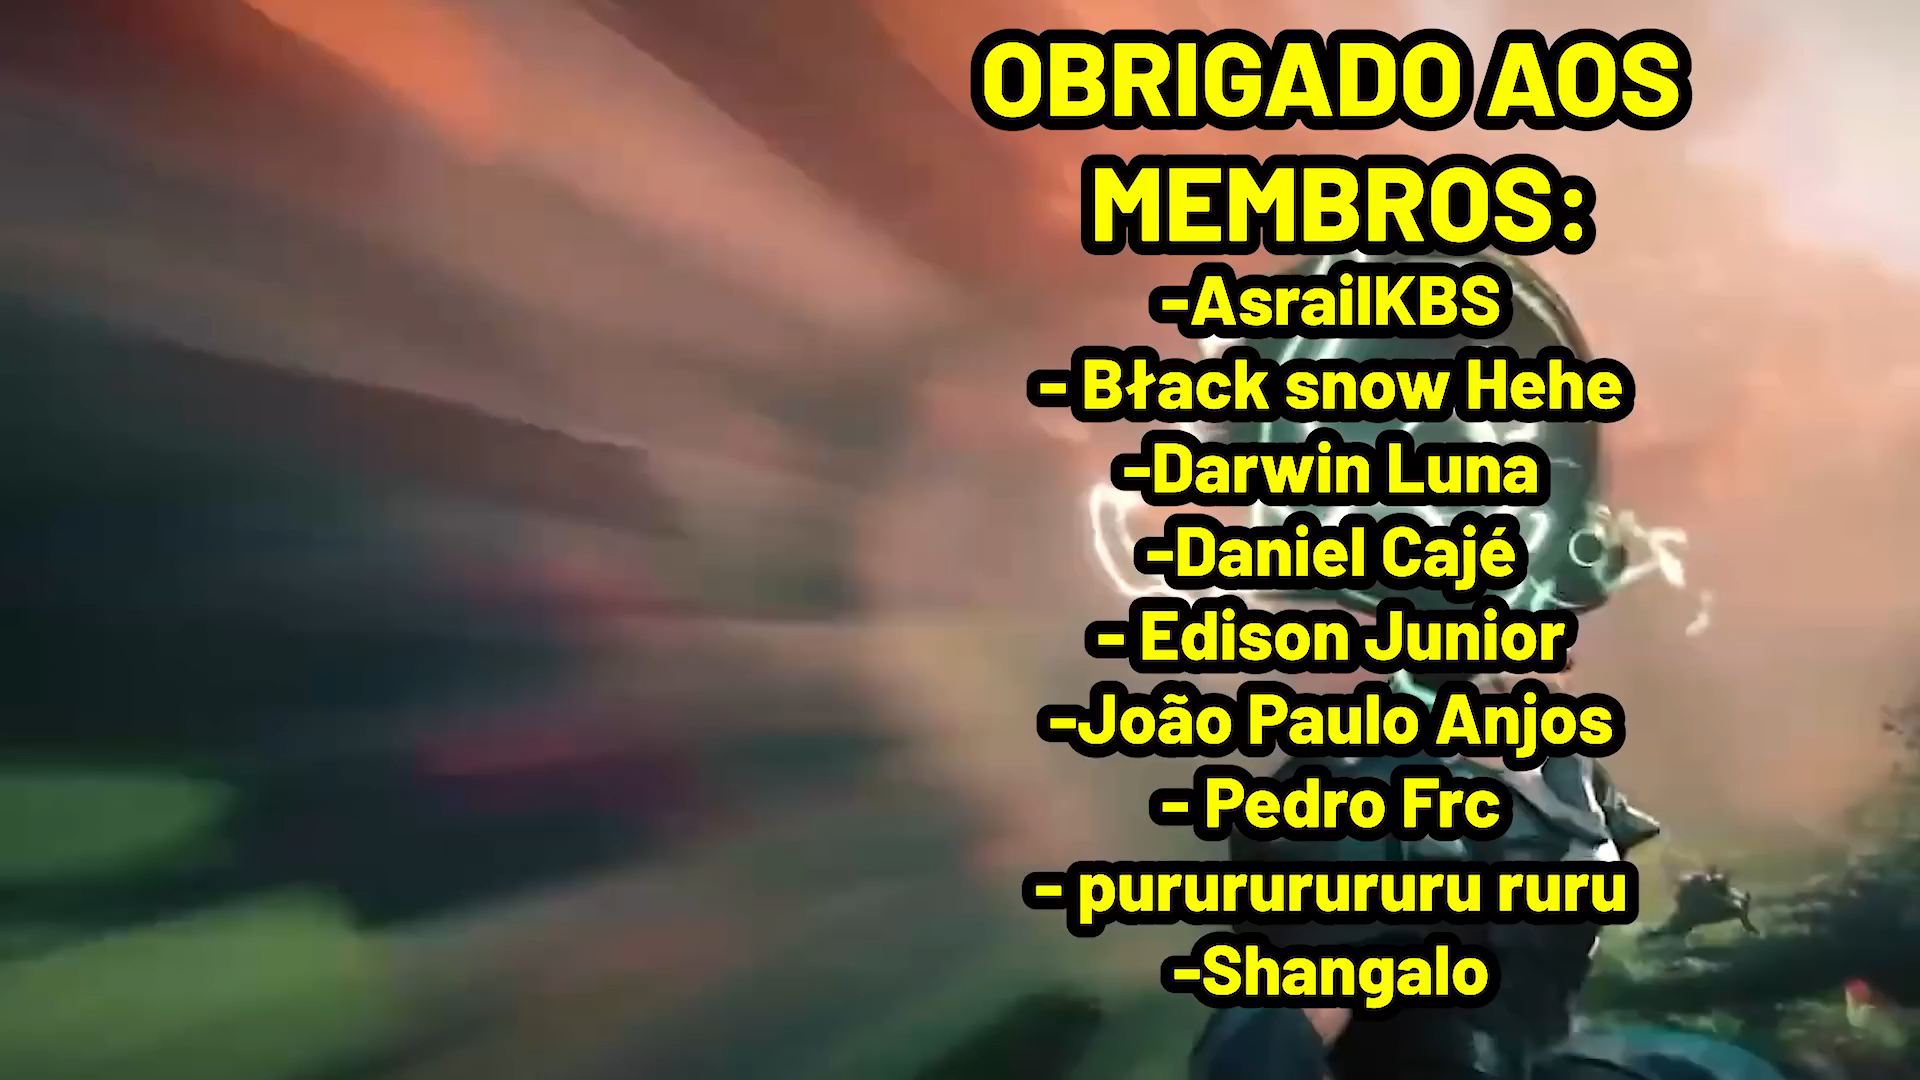 OBRIGADO AOS
MEMBROS:
-AsrailKBS
- Błack snow Hehe
-Darwin Luna
-Daniel Cajé
- Edison Junior
-João Paulo Anjos
- Pedro Frc
- purururururu ruru
-Shangalo